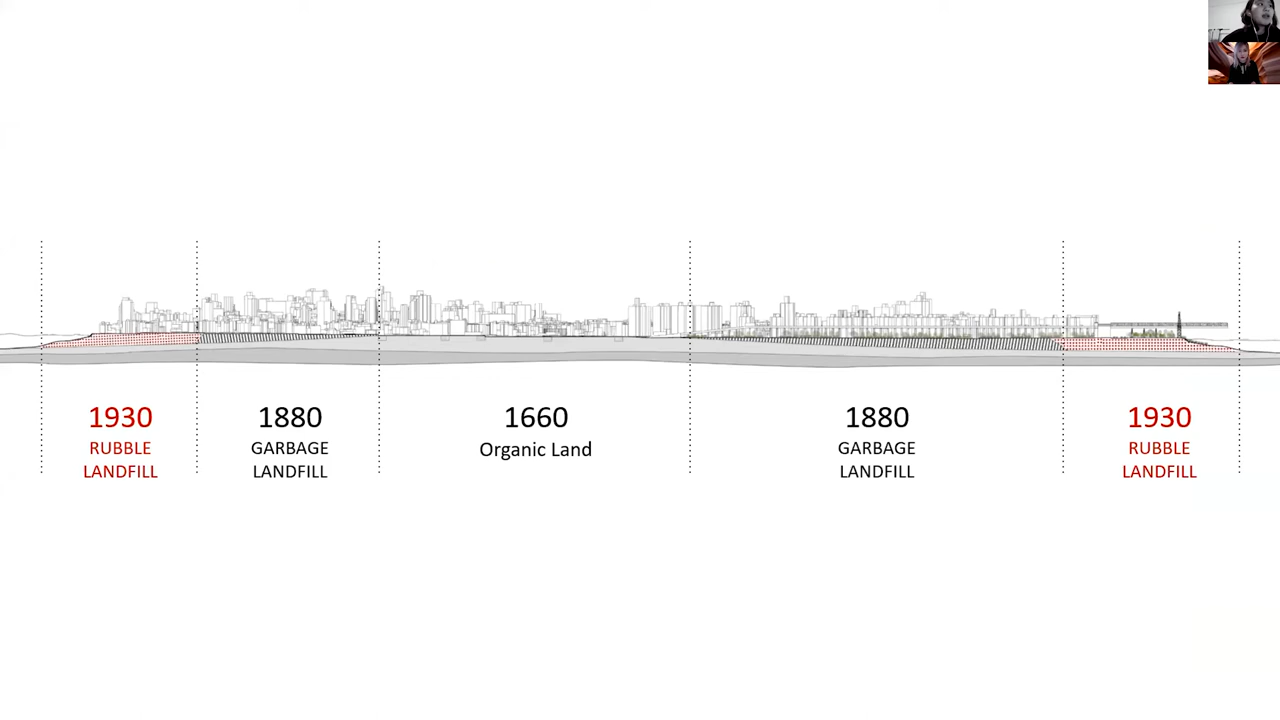 1930
RUBBLE
LANDFILL
1880
GARBAGE
LANDFILL
1660
Organic Land
1880
GARBAGE
LANDFILL
1930
RUBBLE
LANDFILL